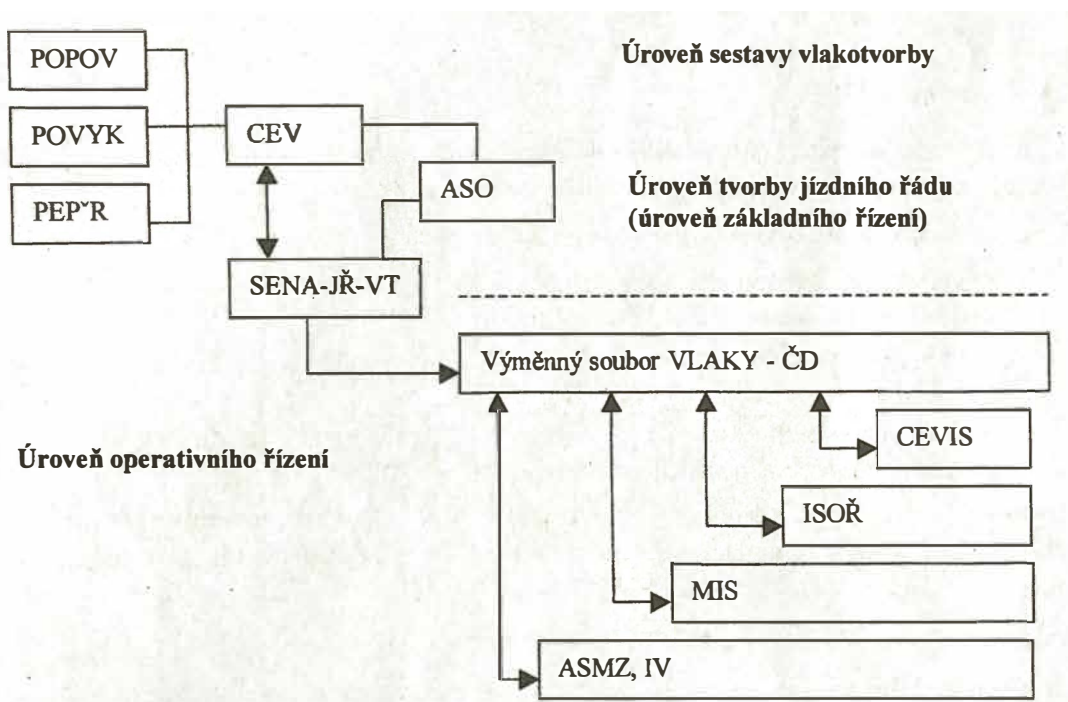 POPOV
Úroveň sestavy vlakotvorby
POVYK
CEV
PEPˇR
ASO
Úroveň tvorby jízdního řádu
(úroveň základního řízení)
SENA-JŘ-VT
Výměnný soubor VLAKY - ČD
CEVIS
Úroveň operativního řízení
ISOŘ
MIS
ASMZ, IV